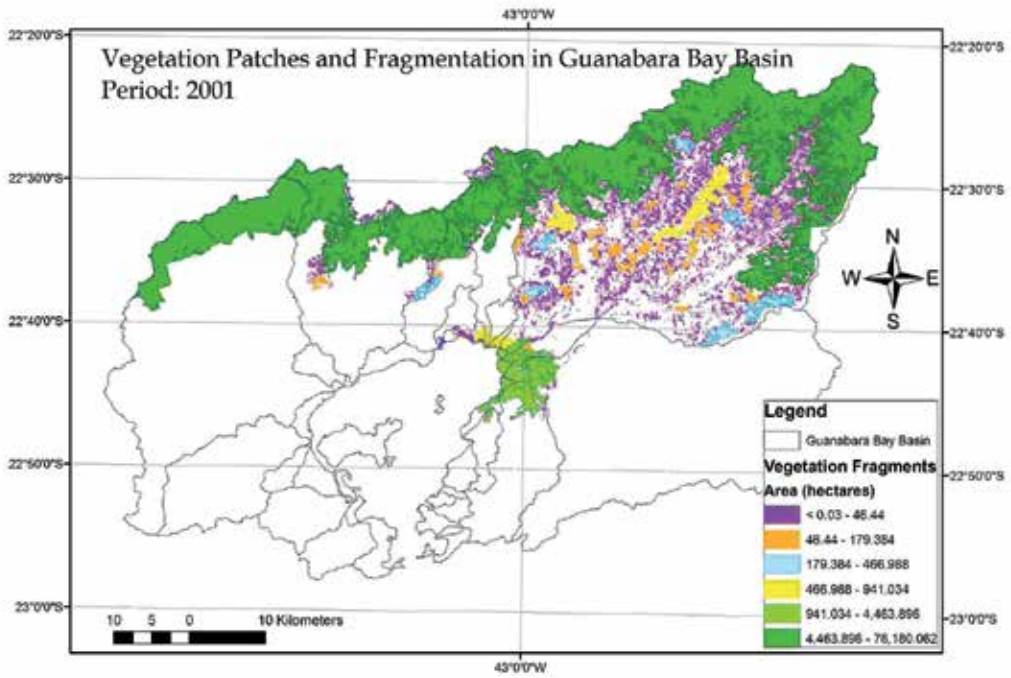 43°0'0"W
22°20'0"S
22°20'0"S
Vegetation Patches and Fragmentation in Guanabara Bay Basin
Period: 2001
22°30'0"S
22°30'0"S
N
W
E
S
22°40'0"S
22°40'0"S
Legend
Guanabara Bay Basin
Vegetation Fragments
Area (hectares)
< 0.03 - 46.44
46.44 - 179.384
179.384 - 466.988
466.988 - 941.034
941.034 - 4,463.896
4,463.896 - 76,180.062
22°50'0"S
22°50'0"S
23°0'0"S
23°0'0"S
10 5 0 10 Kilometers
43°0'0"W